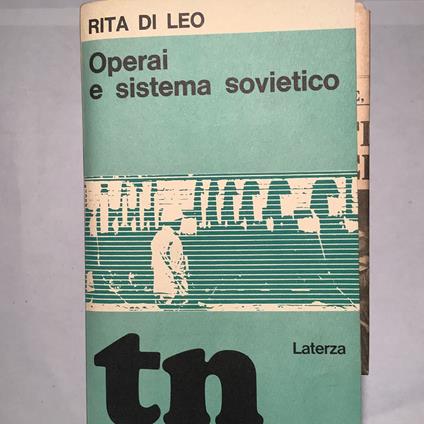 RITA DI LEO
Operai
e sistema sovietico
Laterza
tn